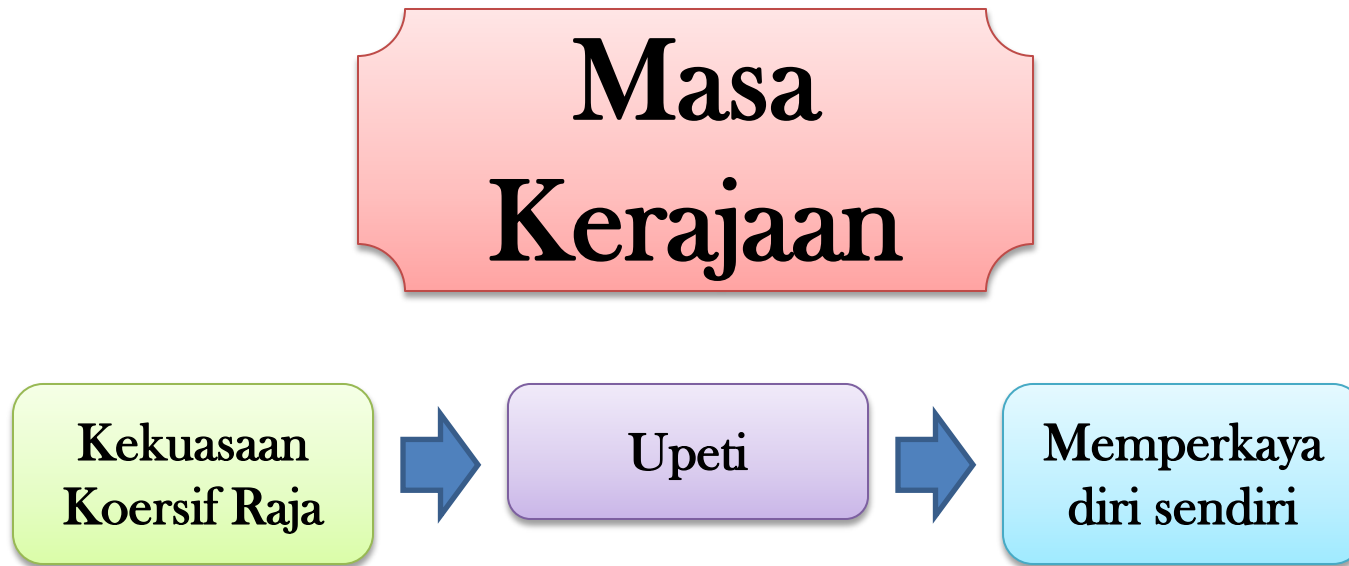 Masa
Kerajaan
Kekuasaan
Koersif Raja
Upeti
Memperkaya
diri sendiri